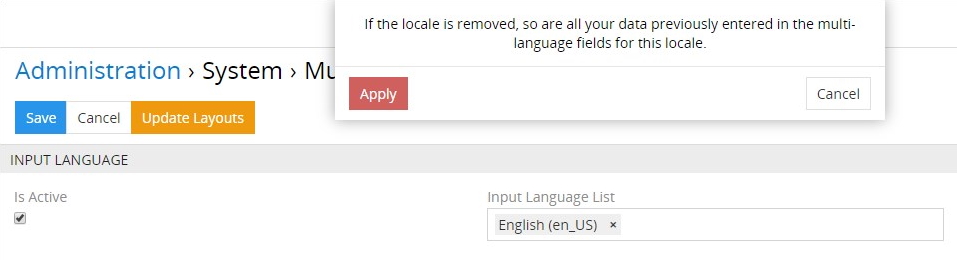 If the locale is removed, so are all your data previously entered in the multi-
language fields for this locale.
Apply
Cancel
Administration › System › Mu
Save
Cancel
Update Layouts
INPUT LANGUAGE
Is Active
Input Language List
English (en_US) ×